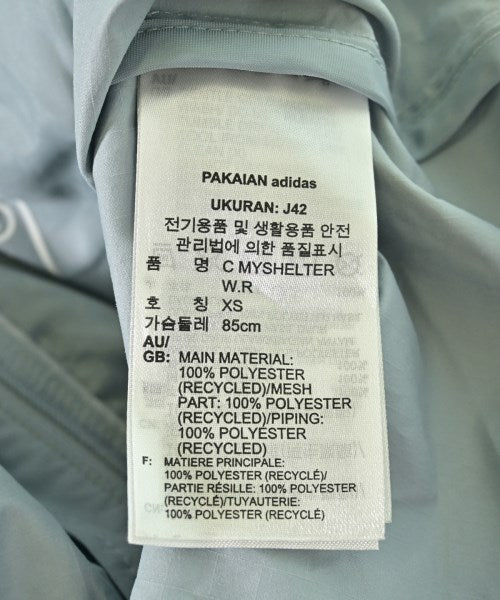 PAKAIAN adidas
UKURAN: J42
전기용품 및 생활용품 안전
관리법에 의한 품질표시
품 명 C MYSHELTER
W.R
호 칭 XS
가슴둘레 85cm
AU/
GB: MAIN MATERIAL:
100% POLYESTER
(RECYCLED)/MESH
PART: 100% POLYESTER
(RECYCLED)/PIPING:
100% POLYESTER
(RECYCLED)
F: MATIERE PRINCIPALE:
100% POLYESTER (RECYCLÉ)/
PARTIE RÉSILLE: 100% POLYESTER
(RECYCLÉ)/TUYAUTERIE:
100% POLYESTER (RECYCLÉ)